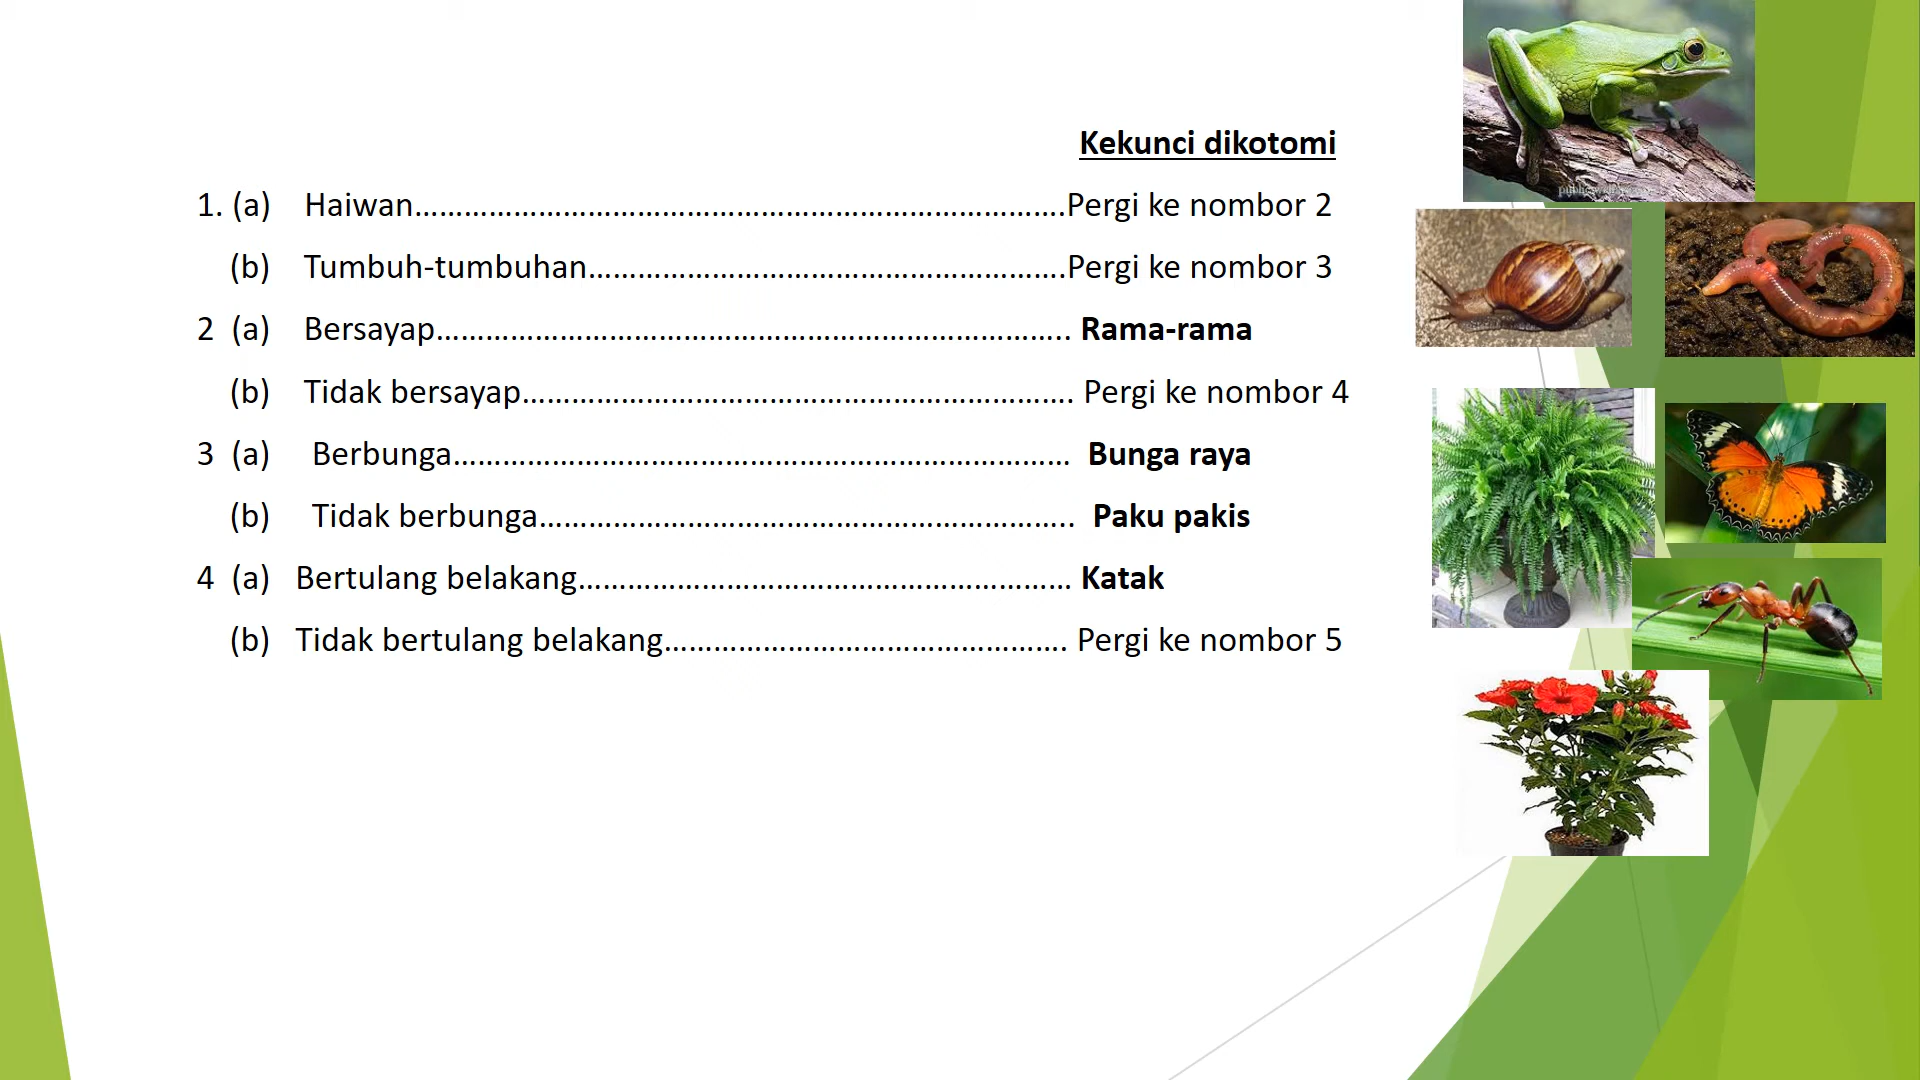 Kekunci dikotomi
1. (a) Haiwan........................................................................Pergi ke nombor 2
(b) Tumbuh-tumbuhan.....................................................Pergi ke nombor 3
2 (a) Bersayap....................................................................... Rama-rama
(b) Tidak bersayap............................................................. Pergi ke nombor 4
3 (a) Berbunga..................................................................... Bunga raya
(b) Tidak berbunga............................................................ Paku pakis
4 (a) Bertulang belakang....................................................... Katak
(b) Tidak bertulang belakang............................................. Pergi ke nombor 5